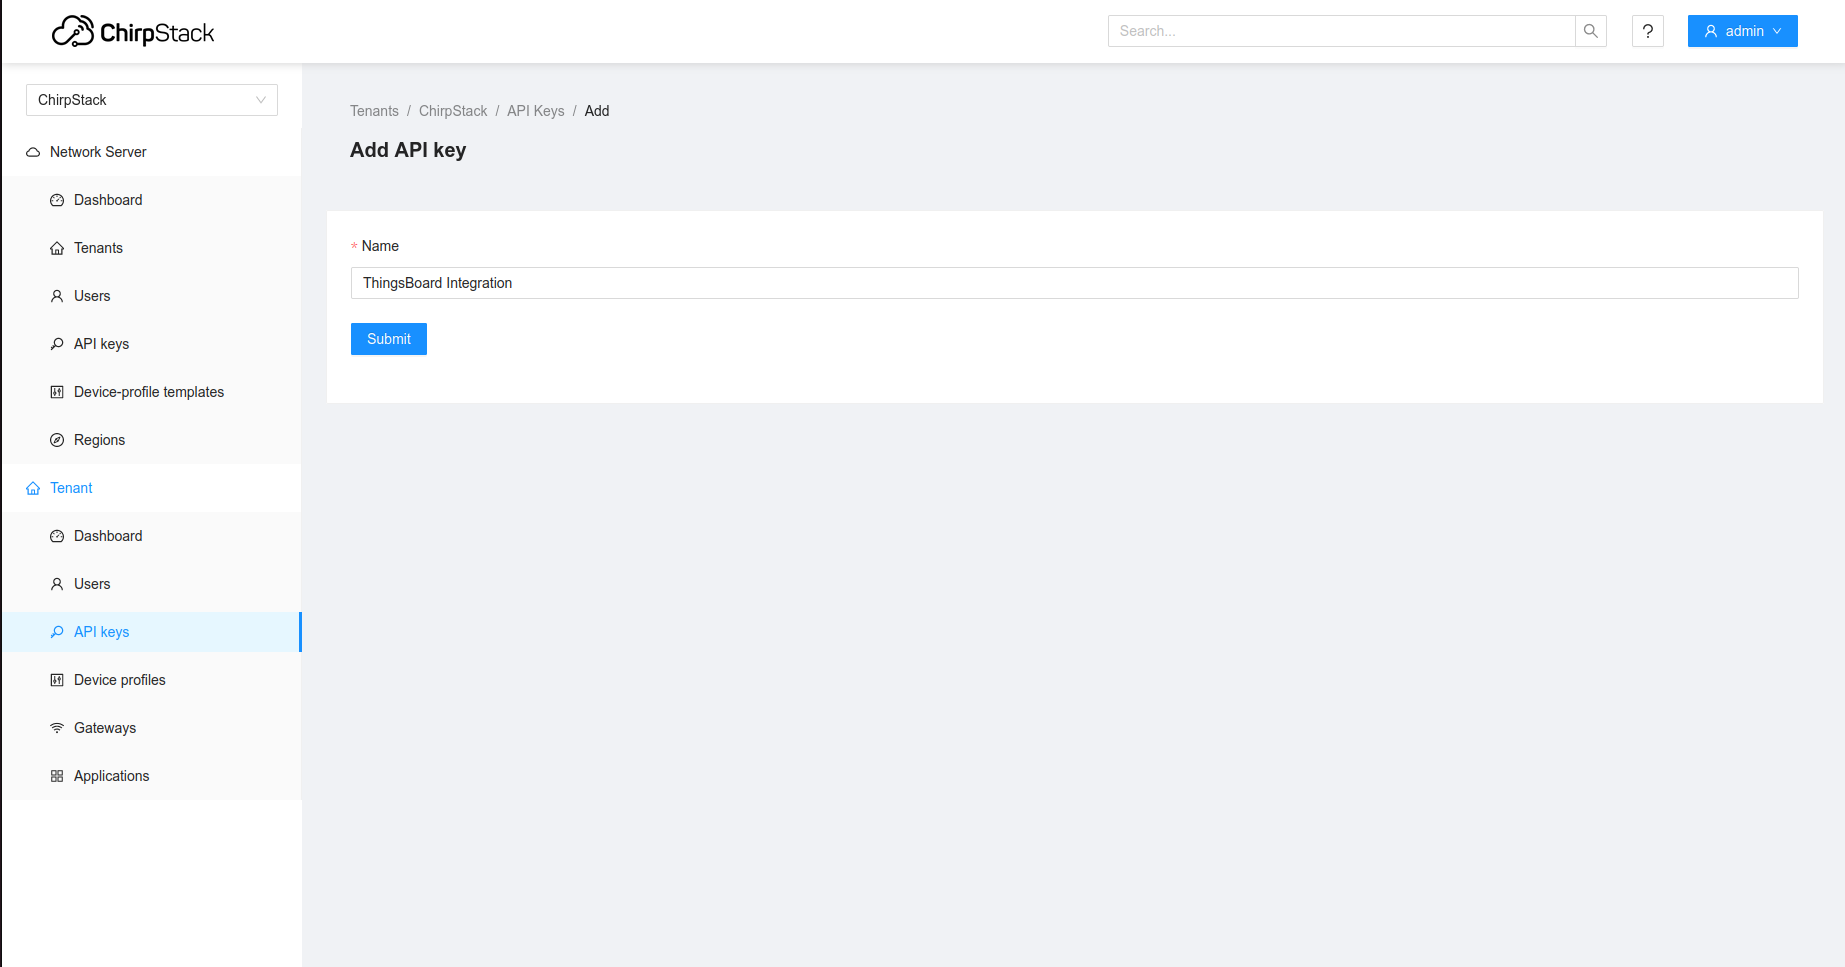 ChirpStack
Search...
?
admin
ChirpStack
Network Server
Dashboard
Tenants
Users
API keys
Device-profile templates
Regions
Tenant
Dashboard
Users
API keys
Device profiles
Gateways
Applications
Tenants / ChirpStack / API Keys / Add
Add API key
* Name
ThingsBoard Integration
Submit